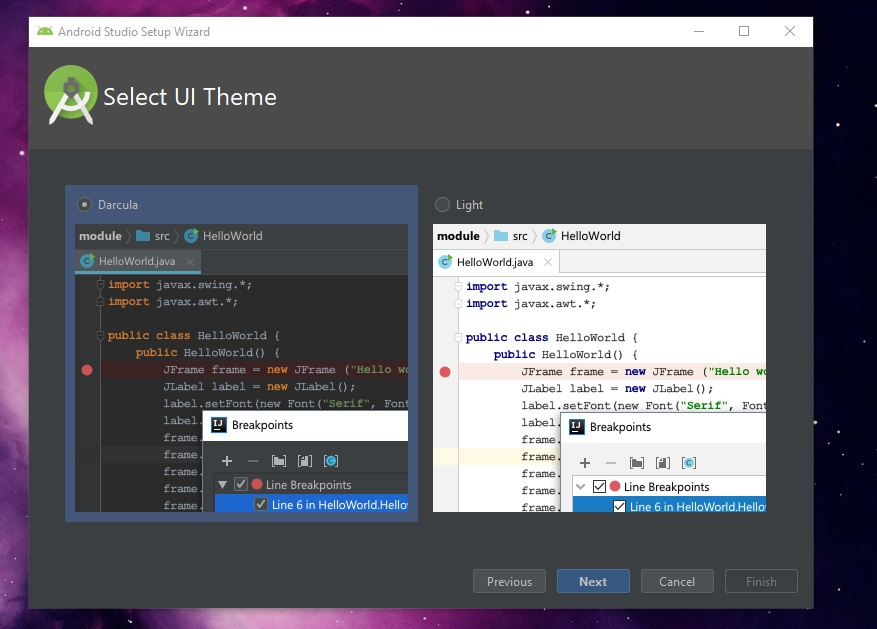 Android Studio Setup Wizard
Select UI Theme
Darcula
module src HelloWorld
HelloWorld.java
import javax.swing.*;
import javax.awt.*;
public class HelloWorld {
public HelloWorld() {
JFrame frame = new JFrame ("Hello wo
JLabel label = new JLabel();
label.setFont(new Font("Serif", Font
label.
frame.
frame.
frame.
frame.
frame.
IJ Breakpoints
Line Breakpoints
Line 6 in HelloWorld.Hello
Light
module src HelloWorld
HelloWorld.java
import javax.swing.*;
import javax.awt.*;
public class HelloWorld {
public HelloWorld() {
JFrame frame = new JFrame ("Hello wo
JLabel label = new JLabel();
label.setFont(new Font("Serif", Font
label.
frame.
frame.
frame.
frame.
frame.
IJ Breakpoints
Line Breakpoints
Line 6 in HelloWorld.Hello
Previous Next Cancel Finish